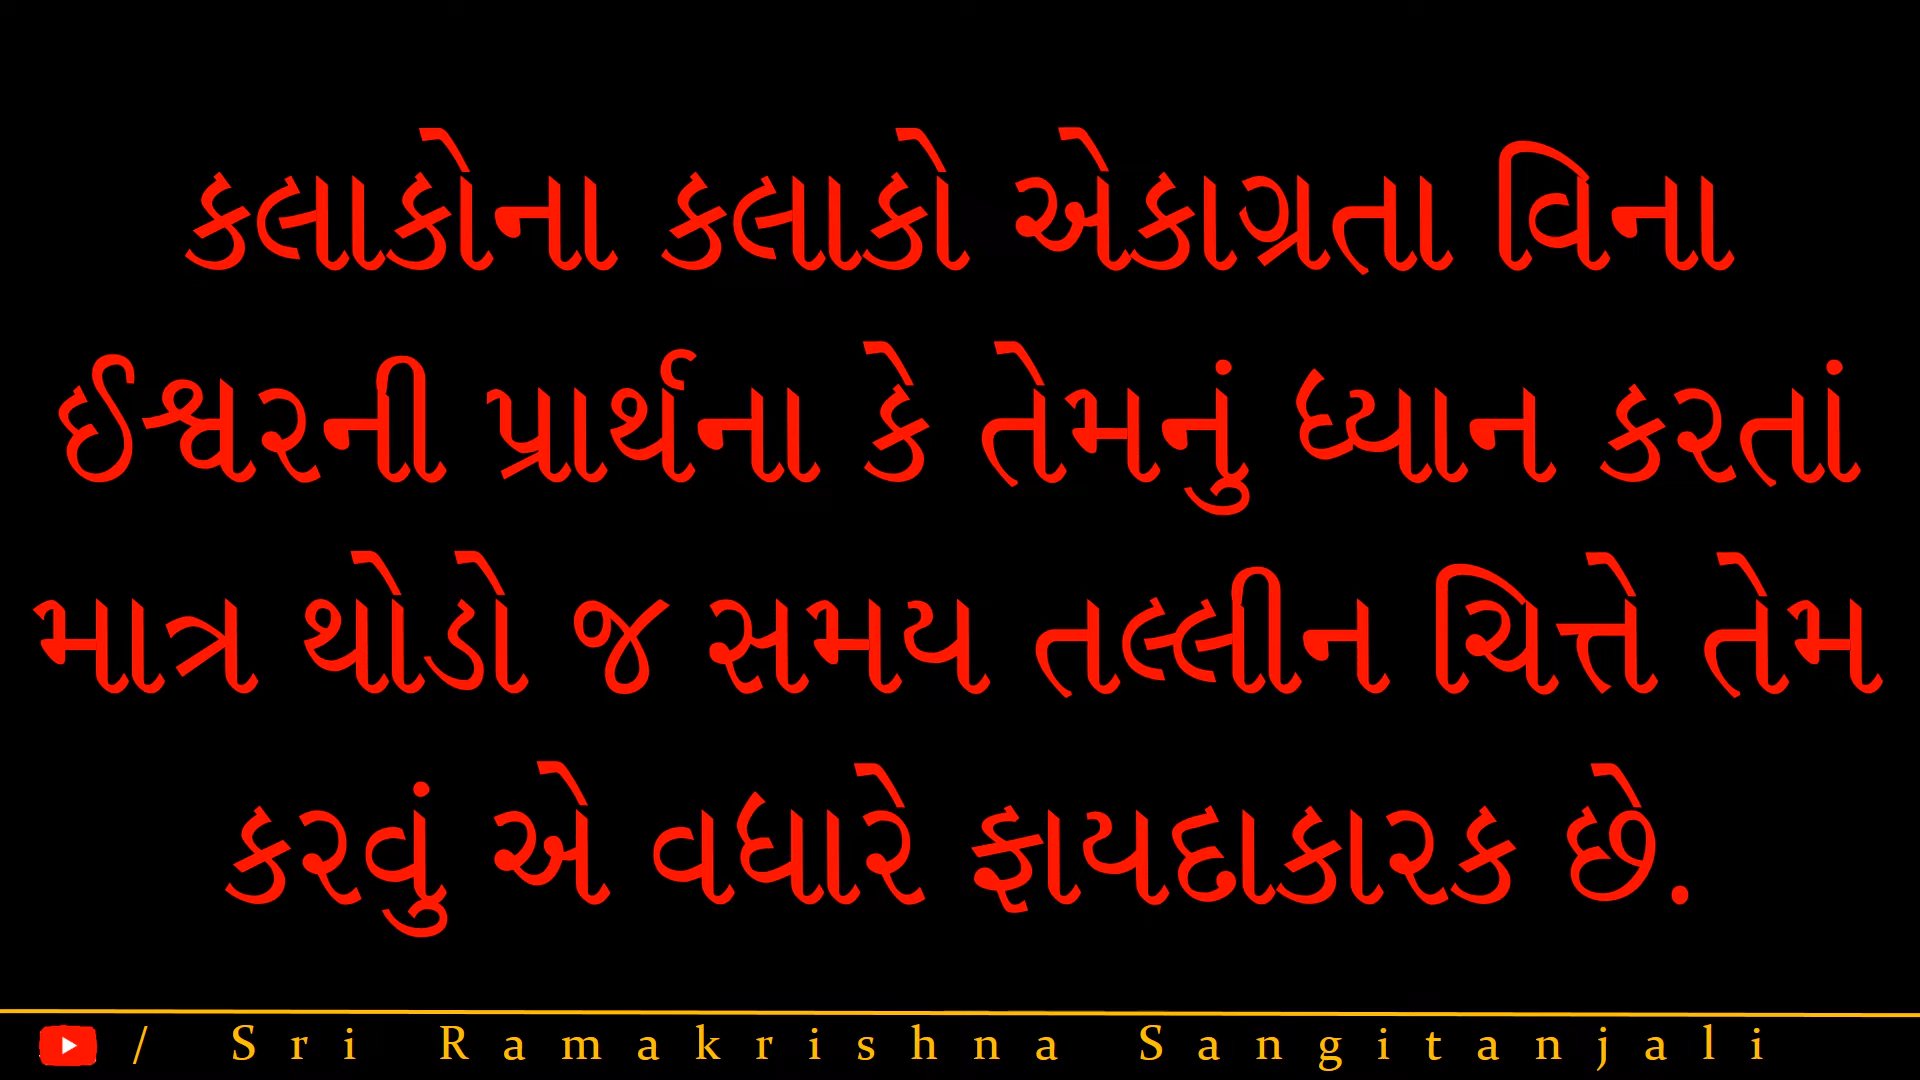 કલાકોના કલાકો એકાગ્રતા વિના
ઈશ્વરની પ્રાર્થના કે તેમનું ધ્યાન કરતાં
માત્ર થોડો જ સમય તલ્લીન ચિત્તે તેમ
કરવું એ વધારે ફાયદાકારક છે.
/ Sri Ramakrishna Sangitanjali